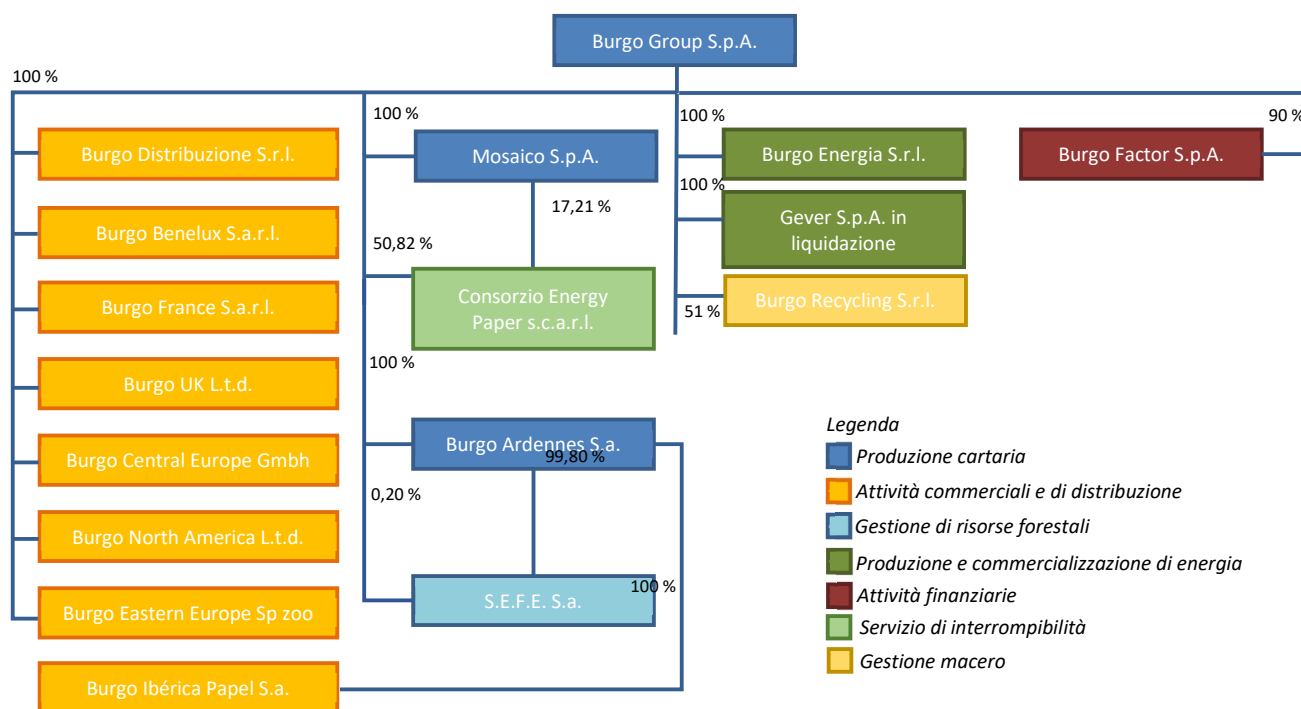 Burgo Group S.p.A.
100 %
100 %
100 %
90 %
Burgo Distribuzione S.r.l.
Mosaico S.p.A.
Burgo Energia S.r.l.
Burgo Factor S.p.A.
100 %
17,21 %
Burgo Benelux S.a.r.l.
Gever S.p.A. in
liquidazione
50,82 %
Burgo France S.a.r.l.
Consorzio Energy
Paper s.c.a.r.l.
Burgo Recycling S.r.l.
51 %
100 %
Burgo UK L.t.d.
Burgo Central Europe Gmbh
Burgo Ardennes S.a.
99,80 %
0,20 %
Burgo North America L.t.d.
Burgo Eastern Europe Sp zoo
S.E.F.E. S.a.
100 %
Burgo Ibérica Papel S.a.
Legenda
Produzione cartaria
Attività commerciali e di distribuzione
Gestione di risorse forestali
Produzione e commercializzazione di energia
Attività finanziarie
Servizio di interrompibilità
Gestione macero